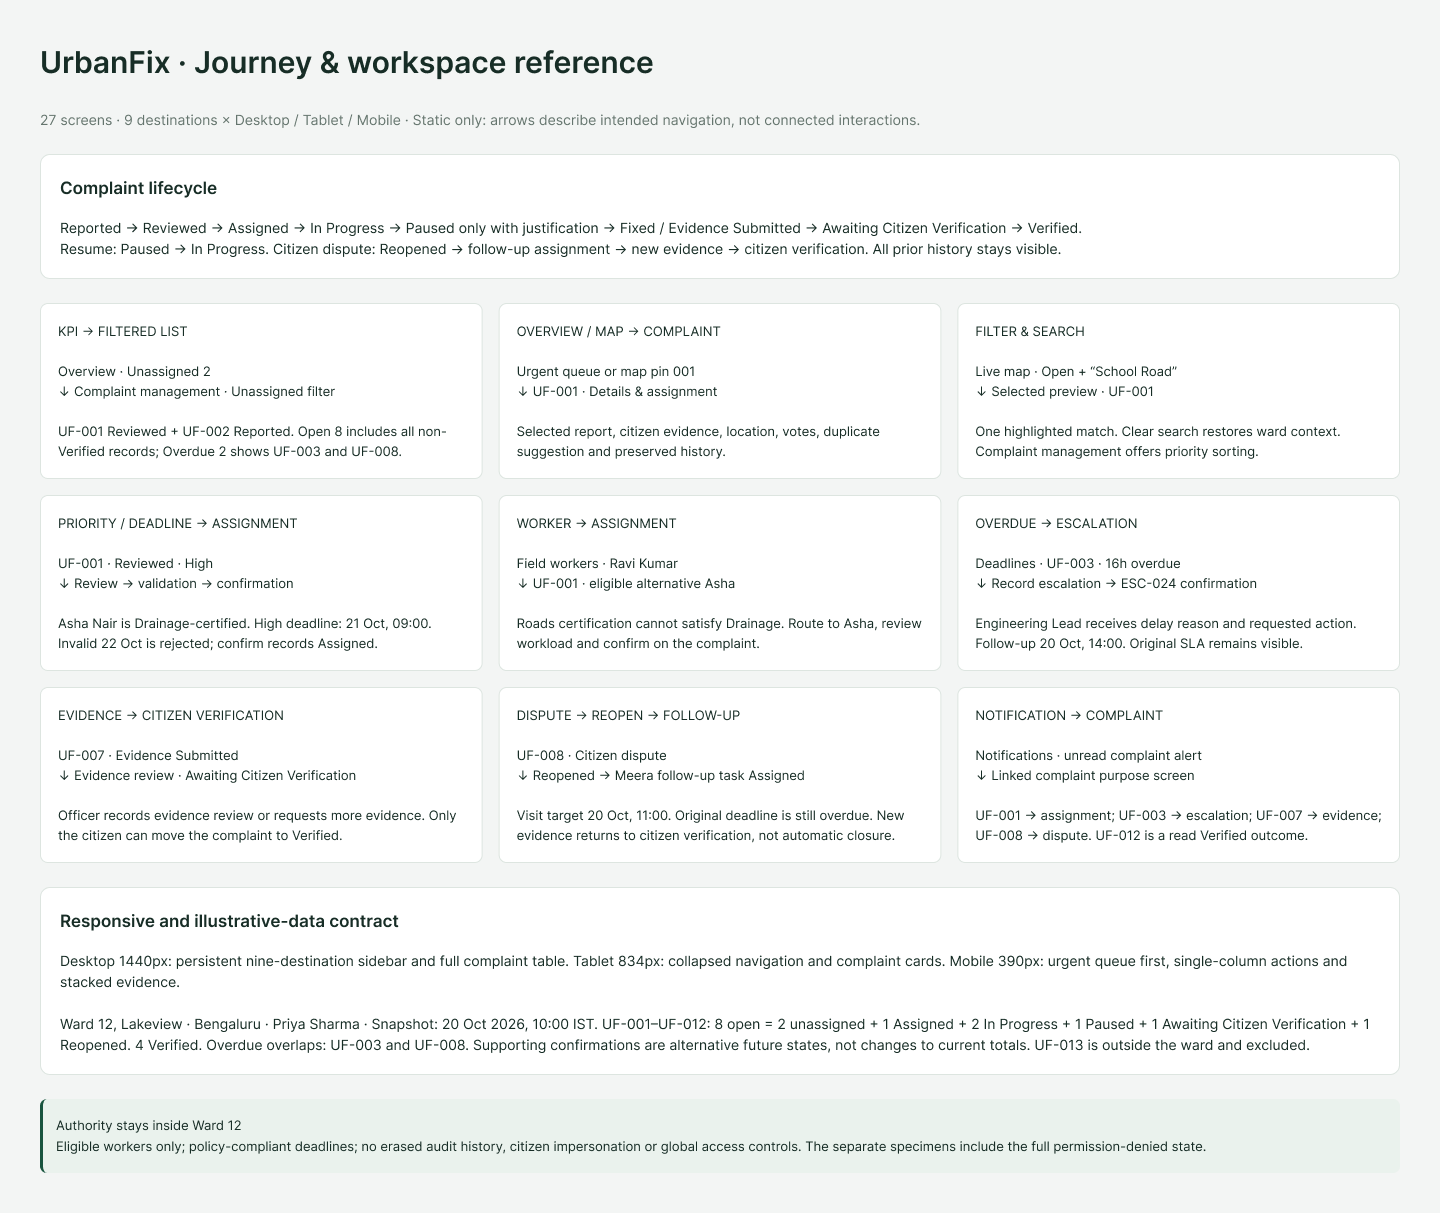 UrbanFix · Journey & workspace reference
27 screens · 9 destinations × Desktop / Tablet / Mobile · Static only: arrows describe intended navigation, not connected interactions.
Complaint lifecycle
Reported → Reviewed → Assigned → In Progress → Paused only with justification → Fixed / Evidence Submitted → Awaiting Citizen Verification → Verified.
Resume: Paused → In Progress. Citizen dispute: Reopened → follow-up assignment → new evidence → citizen verification. All prior history stays visible.
KPI → FILTERED LIST
Overview · Unassigned 2
↓ Complaint management · Unassigned filter
UF-001 Reviewed + UF-002 Reported. Open 8 includes all non-
Verified records; Overdue 2 shows UF-003 and UF-008.
OVERVIEW / MAP → COMPLAINT
Urgent queue or map pin 001
↓ UF-001 · Details & assignment
Selected report, citizen evidence, location, votes, duplicate
suggestion and preserved history.
FILTER & SEARCH
Live map · Open + “School Road”
↓ Selected preview · UF-001
One highlighted match. Clear search restores ward context.
Complaint management offers priority sorting.
PRIORITY / DEADLINE → ASSIGNMENT
UF-001 · Reviewed · High
↓ Review → validation → confirmation
Asha Nair is Drainage-certified. High deadline: 21 Oct, 09:00.
Invalid 22 Oct is rejected; confirm records Assigned.
WORKER → ASSIGNMENT
Field workers · Ravi Kumar
↓ UF-001 · eligible alternative Asha
Roads certification cannot satisfy Drainage. Route to Asha, review
workload and confirm on the complaint.
OVERDUE → ESCALATION
Deadlines · UF-003 · 16h overdue
↓ Record escalation → ESC-024 confirmation
Engineering Lead receives delay reason and requested action.
Follow-up 20 Oct, 14:00. Original SLA remains visible.
EVIDENCE → CITIZEN VERIFICATION
UF-007 · Evidence Submitted
↓ Evidence review · Awaiting Citizen Verification
Officer records evidence review or requests more evidence. Only
the citizen can move the complaint to Verified.
DISPUTE → REOPEN → FOLLOW-UP
UF-008 · Citizen dispute
↓ Reopened → Meera follow-up task Assigned
Visit target 20 Oct, 11:00. Original deadline is still overdue. New
evidence returns to citizen verification, not automatic closure.
NOTIFICATION → COMPLAINT
Notifications · unread complaint alert
↓ Linked complaint purpose screen
UF-001 → assignment; UF-003 → escalation; UF-007 → evidence;
UF-008 → dispute. UF-012 is a read Verified outcome.
Responsive and illustrative-data contract
Desktop 1440px: persistent nine-destination sidebar and full complaint table. Tablet 834px: collapsed navigation and complaint cards. Mobile 390px: urgent queue first, single-column actions and
stacked evidence.
Ward 12, Lakeview · Bengaluru · Priya Sharma · Snapshot: 20 Oct 2026, 10:00 IST. UF-001–UF-012: 8 open = 2 unassigned + 1 Assigned + 2 In Progress + 1 Paused + 1 Awaiting Citizen Verification + 1
Reopened. 4 Verified. Overdue overlaps: UF-003 and UF-008. Supporting confirmations are alternative future states, not changes to current totals. UF-013 is outside the ward and excluded.
Authority stays inside Ward 12
Eligible workers only; policy-compliant deadlines; no erased audit history, citizen impersonation or global access controls. The separate specimens include the full permission-denied state.